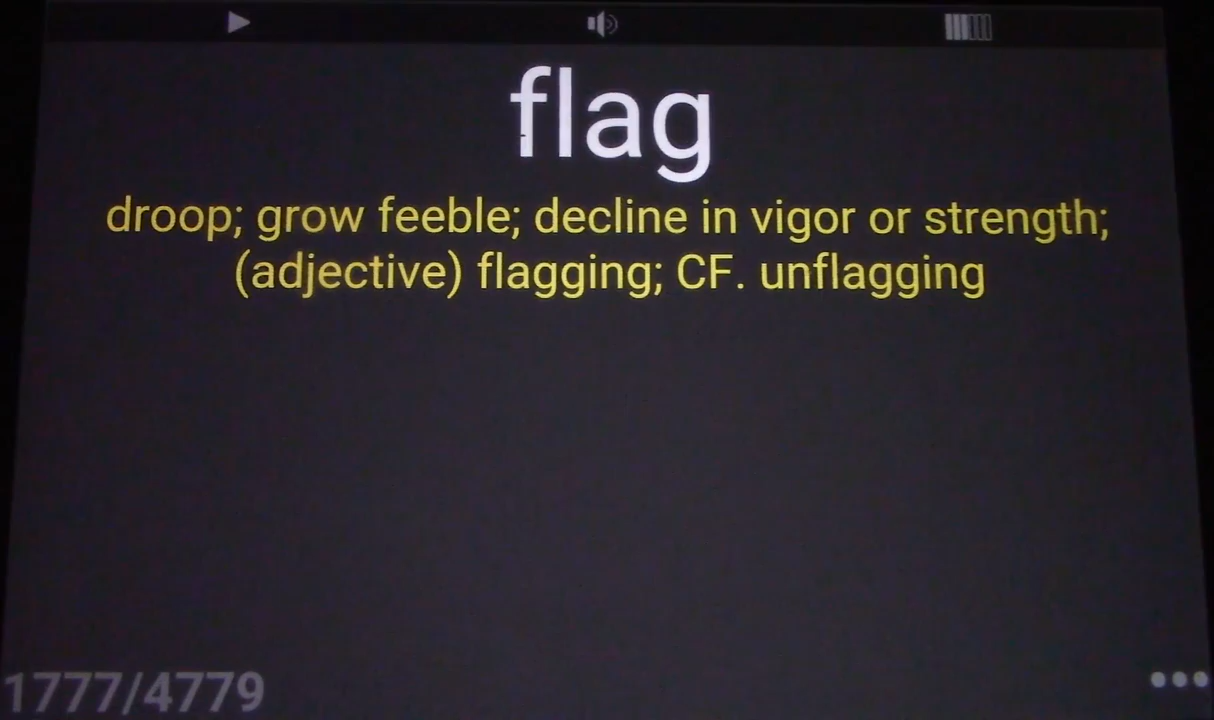 flag
droop; grow feeble; decline in vigor or strength;
(adjective) flagging; CF. unflagging
1777/4779